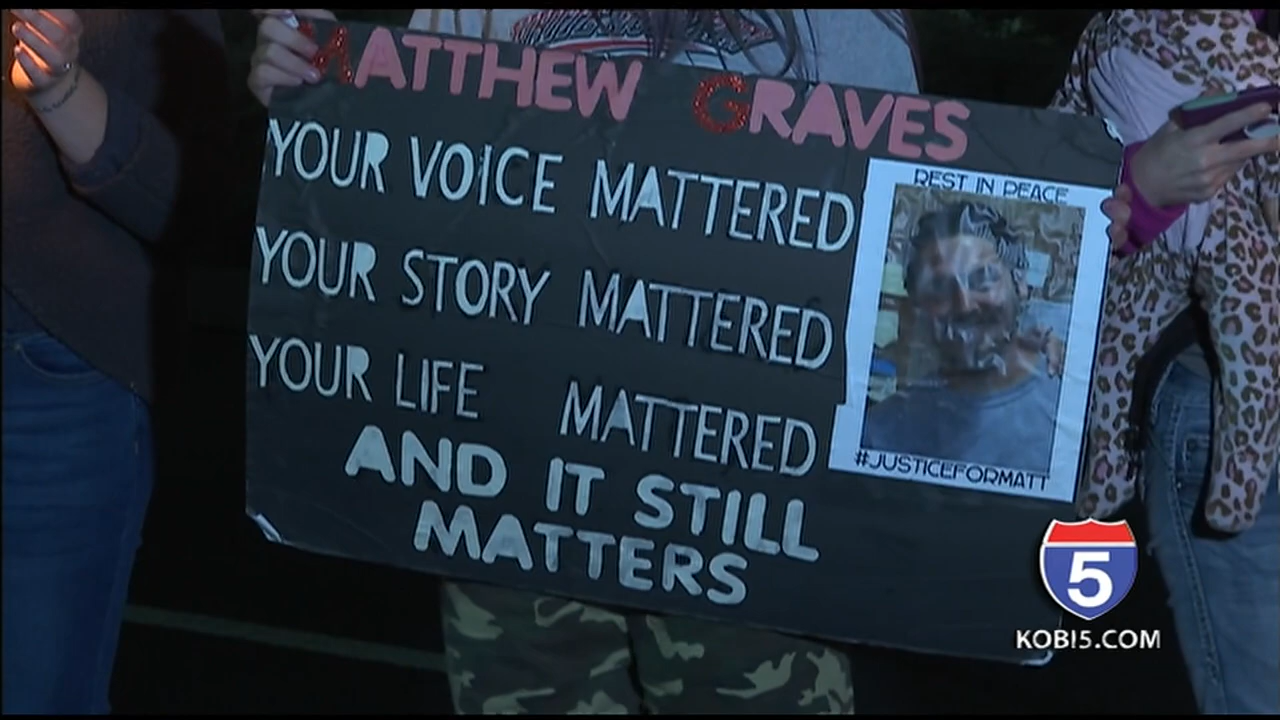 MATTHEW GRAVES
YOUR VOICE MATTERED
YOUR STORY MATTERED
YOUR LIFE MATTERED
AND IT STILL
MATTERS
REST IN PEACE
#JUSTICEFORMATT
5
KOBI5.COM